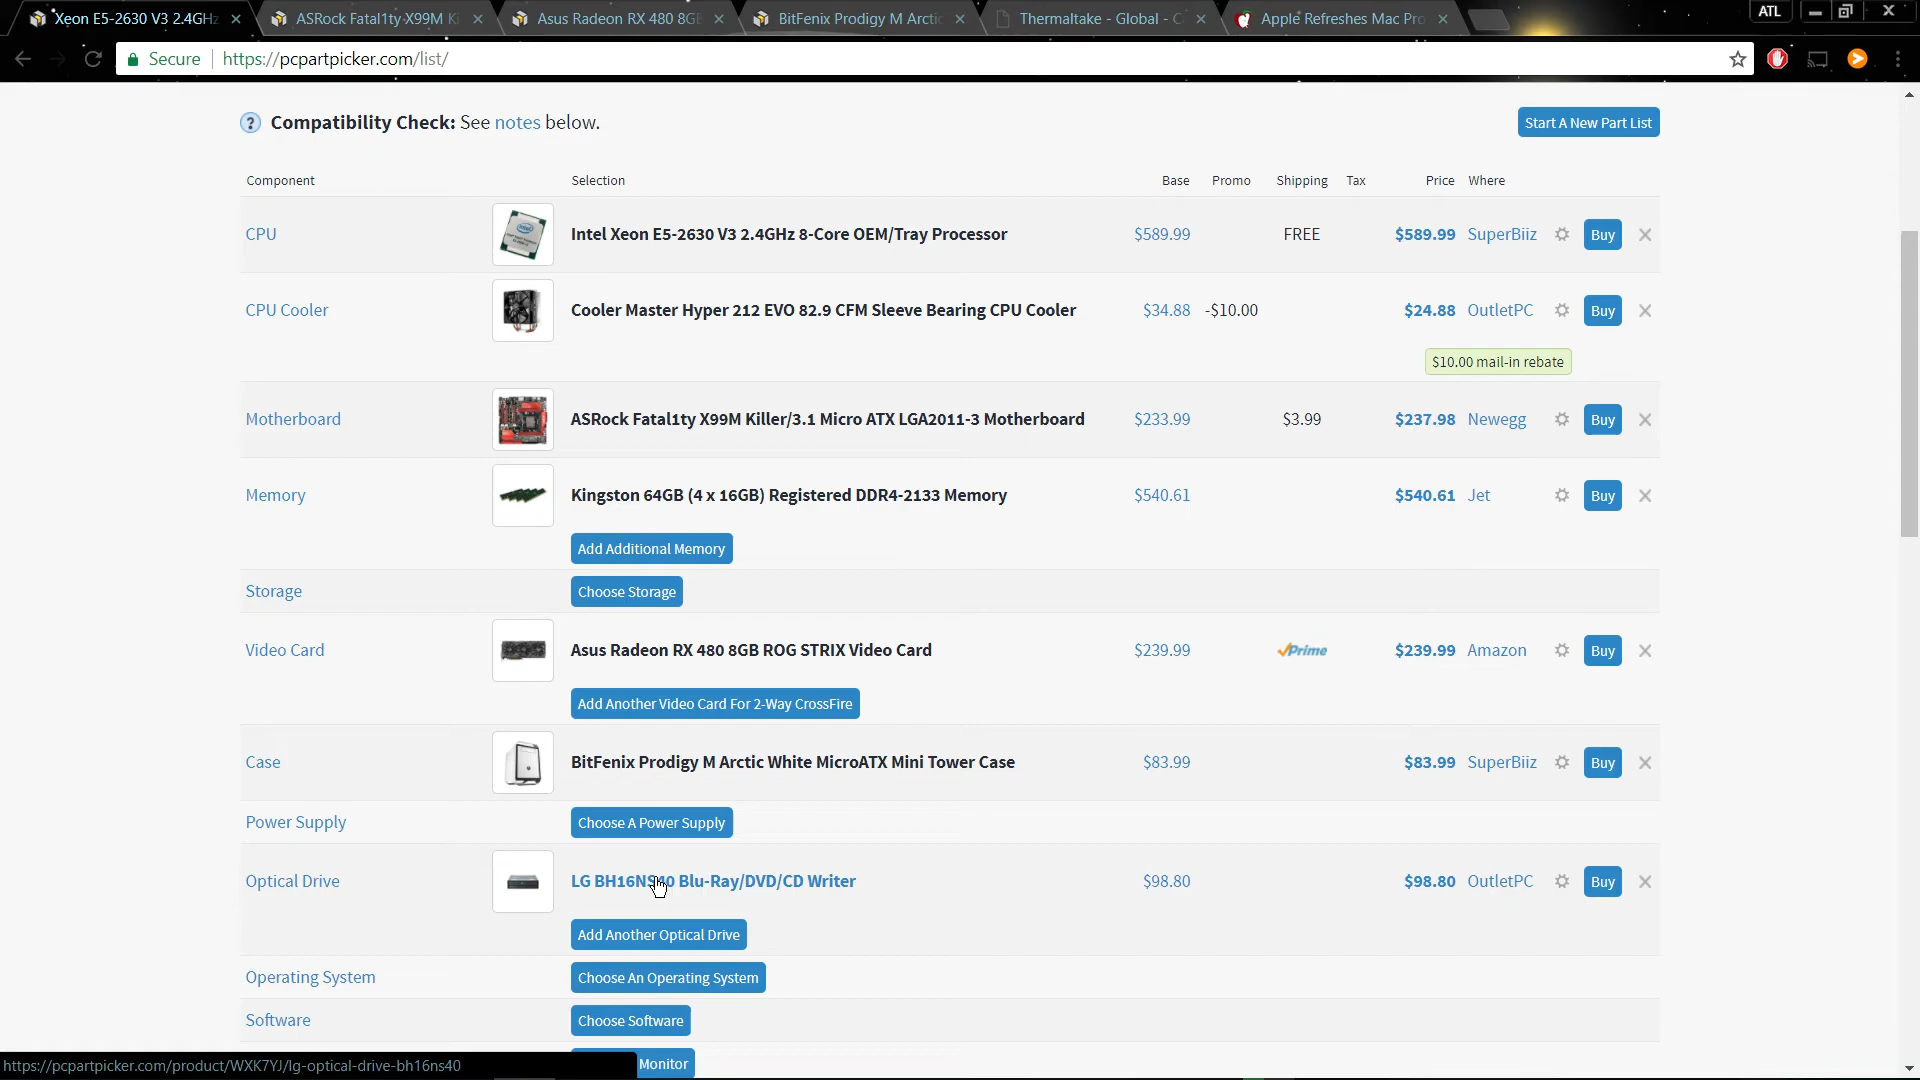 Xeon E5-2630 V3 2.4GHz
ASRock Fatal1ty X99M Ki
Asus Radeon RX 480 8GB
BitFenix Prodigy M Arctic
Thermaltake - Global - C
Apple Refreshes Mac Pro
ATL
Secure
https://pcpartpicker.com/list/
Compatibility Check: See notes below.
Start A New Part List
Component Selection Base Promo Shipping Tax Price Where
CPU Intel Xeon E5-2630 V3 2.4GHz 8-Core OEM/Tray Processor $589.99 FREE $589.99 SuperBiiz Buy
CPU Cooler Cooler Master Hyper 212 EVO 82.9 CFM Sleeve Bearing CPU Cooler $34.88 -$10.00 $24.88 OutletPC Buy
$10.00 mail-in rebate
Motherboard ASRock Fatal1ty X99M Killer/3.1 Micro ATX LGA2011-3 Motherboard $233.99 $3.99 $237.98 Newegg Buy
Memory Kingston 64GB (4 x 16GB) Registered DDR4-2133 Memory $540.61 $540.61 Jet Buy
Add Additional Memory
Storage Choose Storage
Video Card Asus Radeon RX 480 8GB ROG STRIX Video Card $239.99 Prime $239.99 Amazon Buy
Add Another Video Card For 2-Way CrossFire
Case BitFenix Prodigy M Arctic White MicroATX Mini Tower Case $83.99 $83.99 SuperBiiz Buy
Power Supply Choose A Power Supply
Optical Drive LG BH16NS40 Blu-Ray/DVD/CD Writer $98.80 $98.80 OutletPC Buy
Add Another Optical Drive
Operating System Choose An Operating System
Software Choose Software
Monitor
https://pcpartpicker.com/product/WXK7YJ/lg-optical-drive-bh16ns40